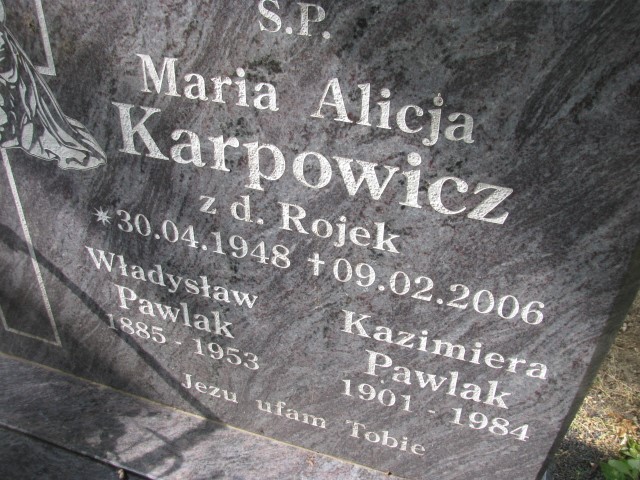 Ś.P.
Maria Alicja
Karpowicz
z d. Rojek
*30.04.1948 †09.02.2006
Władysław
Pawlak
1885 - 1953
Kazimiera
Pawlak
1901 - 1984
Jezu ufam Tobie